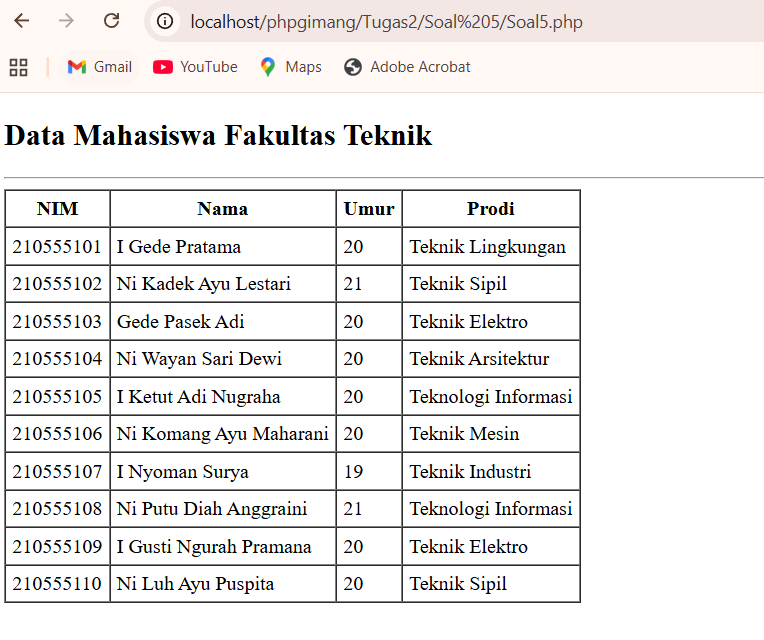 localhost/phpgimang/Tugas2/Soal%205/Soal5.php
Gmail YouTube Maps Adobe Acrobat
Data Mahasiswa Fakultas Teknik
NIM Nama Umur Prodi
210555101 I Gede Pratama 20 Teknik Lingkungan
210555102 Ni Kadek Ayu Lestari 21 Teknik Sipil
210555103 Gede Pasek Adi 20 Teknik Elektro
210555104 Ni Wayan Sari Dewi 20 Teknik Arsitektur
210555105 I Ketut Adi Nugraha 20 Teknologi Informasi
210555106 Ni Komang Ayu Maharani 20 Teknik Mesin
210555107 I Nyoman Surya 19 Teknik Industri
210555108 Ni Putu Diah Anggraini 21 Teknologi Informasi
210555109 I Gusti Ngurah Pramana 20 Teknik Elektro
210555110 Ni Luh Ayu Puspita 20 Teknik Sipil